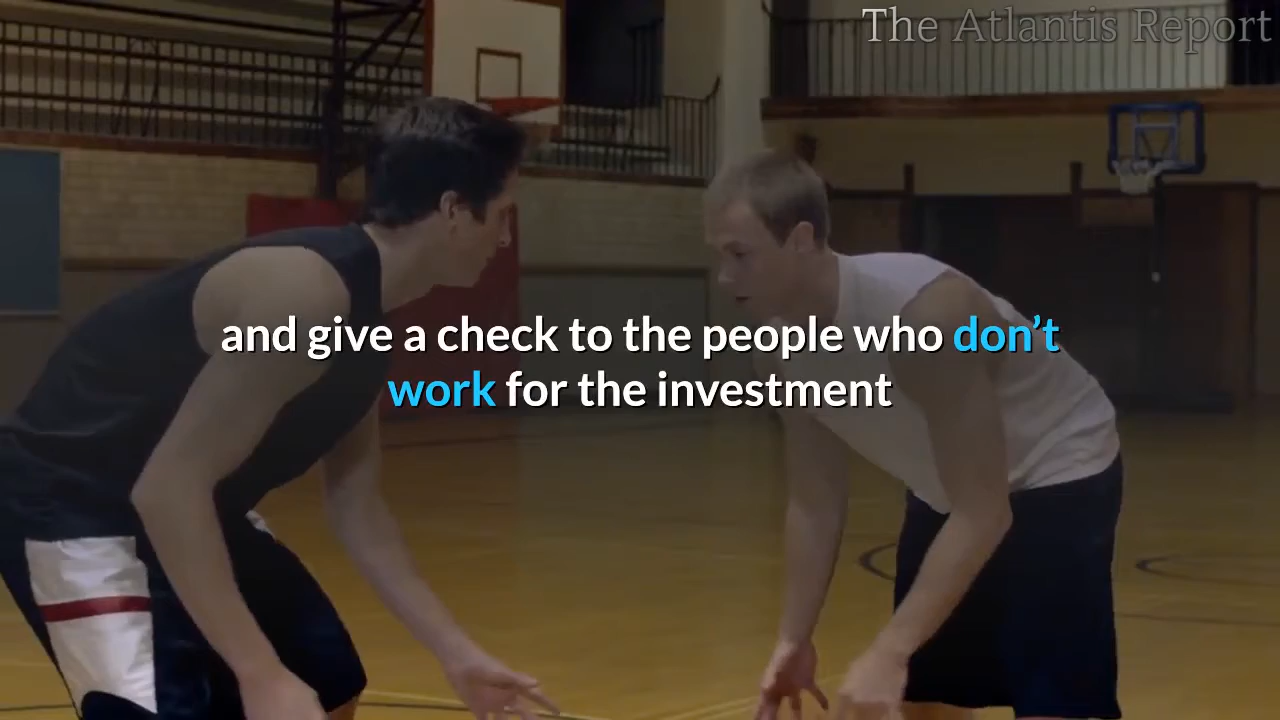 The Atlantis Report
and give a check to the people who don’t
work for the investment